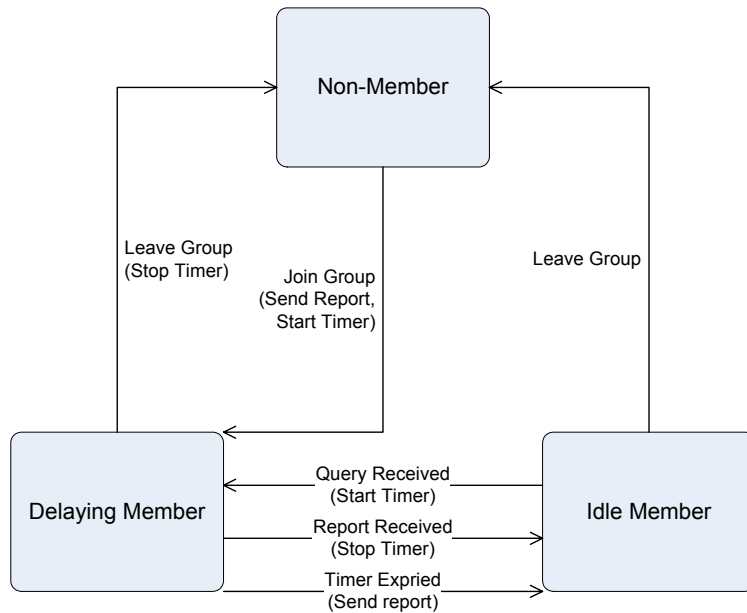 Non-Member
Leave Group
(Stop Timer)
Join Group
(Send Report,
Start Timer)
Leave Group
Delaying Member
Query Received
(Start Timer)
Report Received
(Stop Timer)
Timer Expried
(Send report)
Idle Member